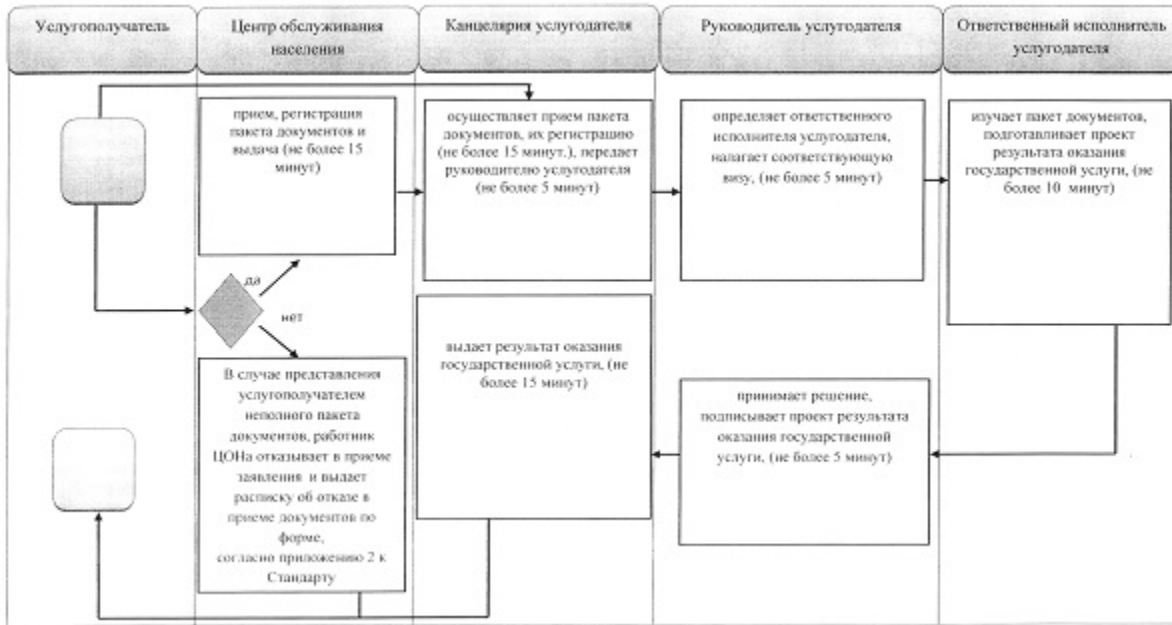 Услугополучатель
Центр обслуживания
населения
Канцелярия услугодателя
Руководитель услугодателя
Ответственный исполнитель
услугодателя
прием, регистрация
пакета документов и
выдача (не более 15
минут)
осуществляет прием пакета
документов, их регистрацию
(не более 15 минут.), передает
руководителю услугодателя
(не более 5 минут)
определяет ответственного
исполнителя услугодателя,
налагает соответствующую
визу, (не более 5 минут)
изучает пакет документов,
подготавливает проект
результата оказания
государственной услуги, (не
более 10 минут)
да
нет
В случае представления
услугополучателем
неполного пакета
документов, работник
ЦОНа отказывает в приеме
заявления и выдает
расписку об отказе в
приеме документов по
форме,
согласно приложению 2 к
Стандарту
выдает результат оказания
государственной услуги, (не
более 15 минут)
принимает решение,
подписывает проект результата
оказания государственной
услуги, (не более 5 минут)